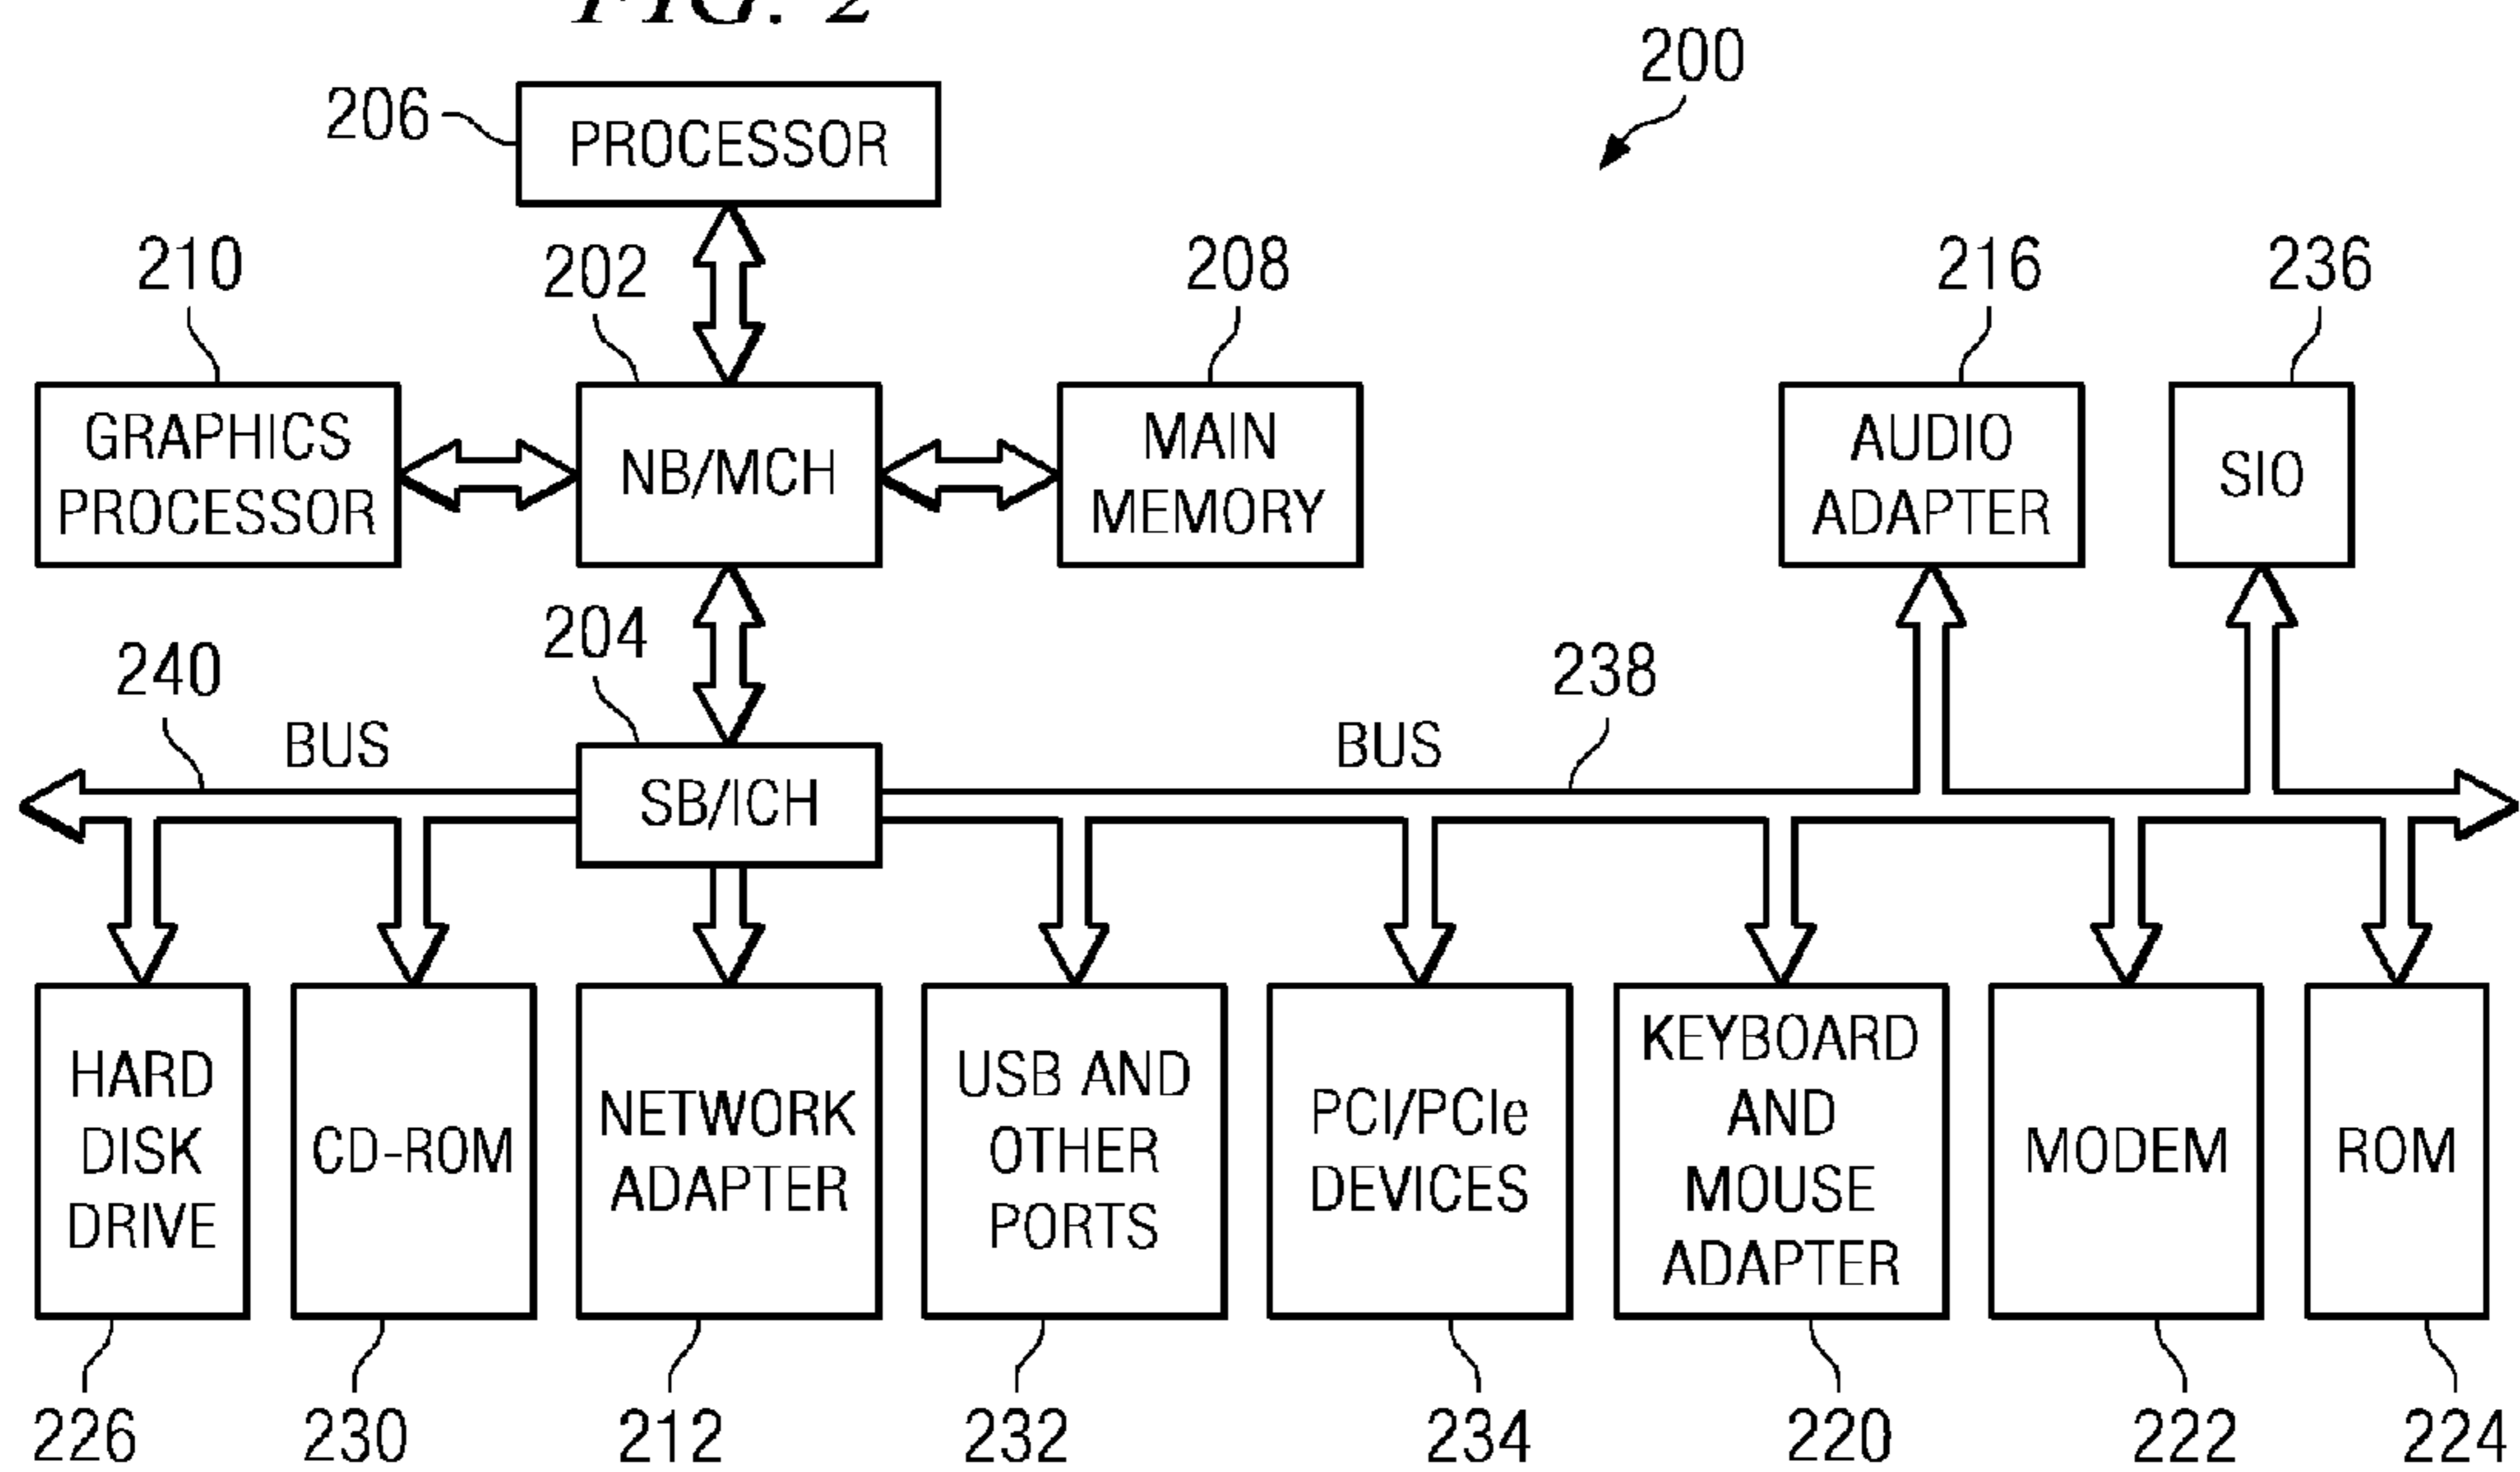 FIG. 2
200
206
PROCESSOR
210
202
208
216
236
GRAPHICS
PROCESSOR
NB/MCH
MAIN
MEMORY
AUDIO
ADAPTER
SIO
240
204
238
BUS
BUS
SB/ICH
HARD
DISK
DRIVE
CD-ROM
NETWORK
ADAPTER
USB AND
OTHER
PORTS
PCI/PCIe
DEVICES
KEYBOARD
AND
MOUSE
ADAPTER
MODEM
ROM
226
230
212
232
234
220
222
224